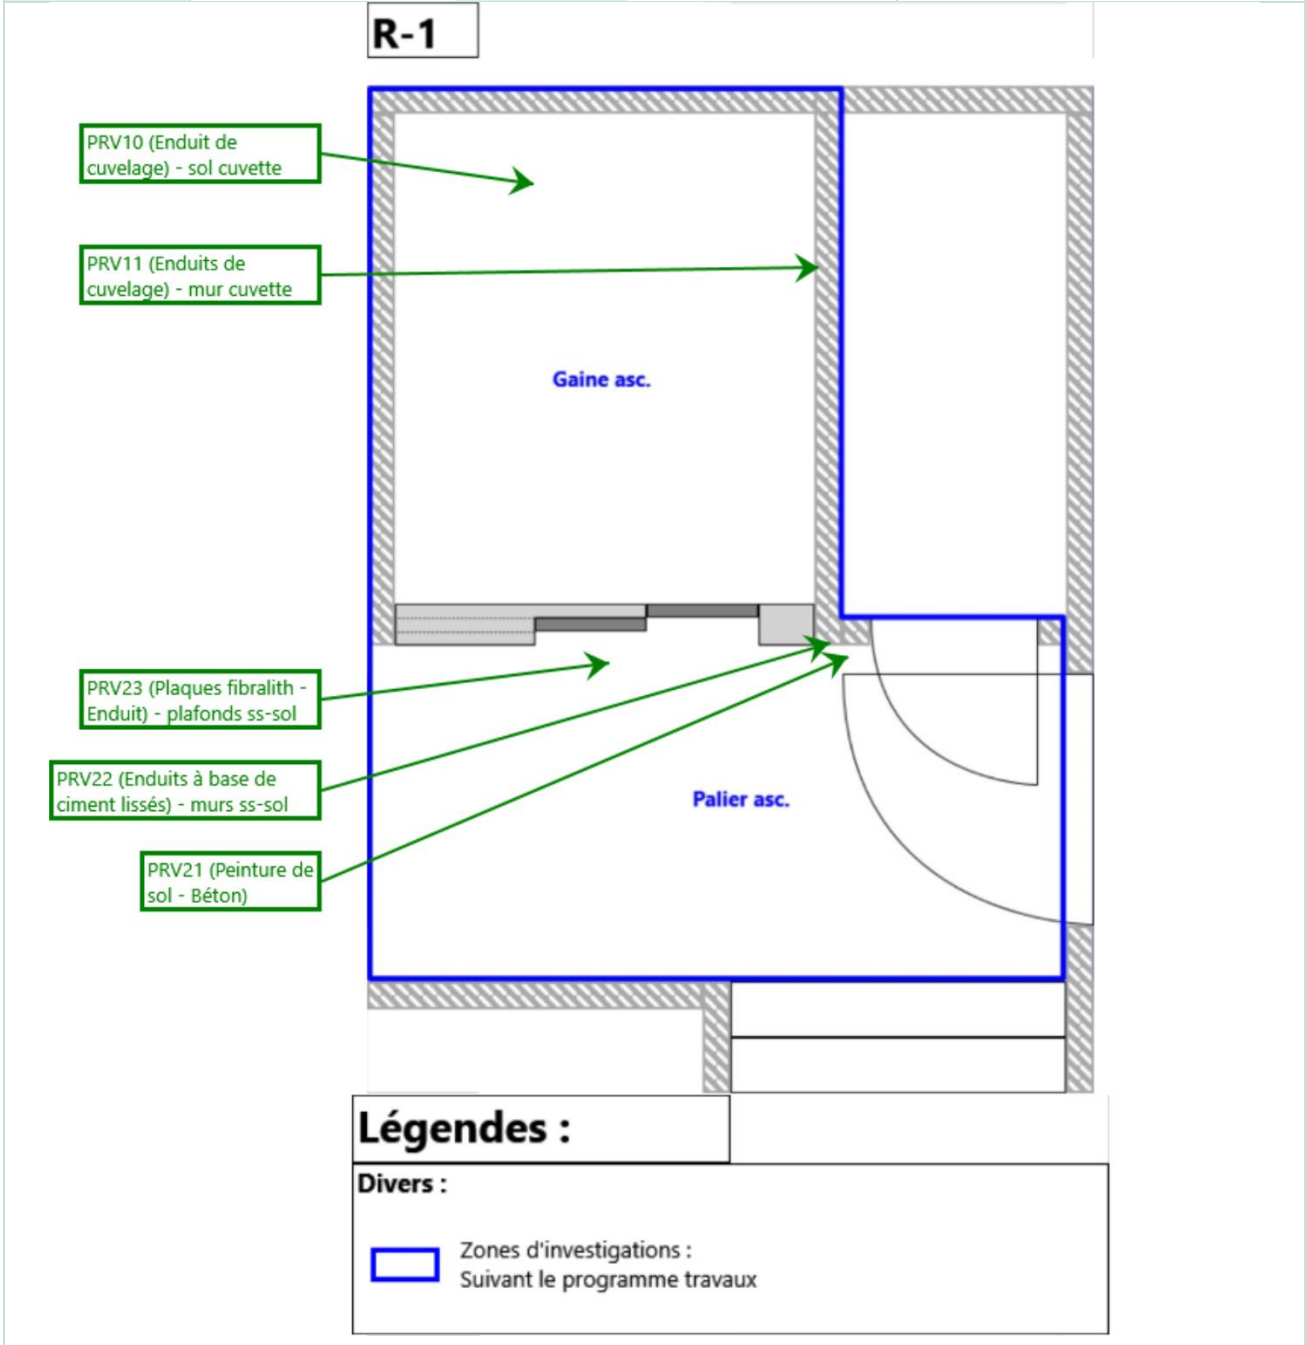 R-1
PRV10 (Enduit de
cuvelage) - sol cuvette
PRV11 (Enduits de
cuvelage) - mur cuvette
Gaine asc.
PRV23 (Plaques fibralith -
Enduit) - plafonds ss-sol
PRV22 (Enduits à base de
ciment lissés) - murs ss-sol
Palier asc.
PRV21 (Peinture de
sol - Béton)
Légendes :
Divers :
Zones d'investigations :
Suivant le programme travaux